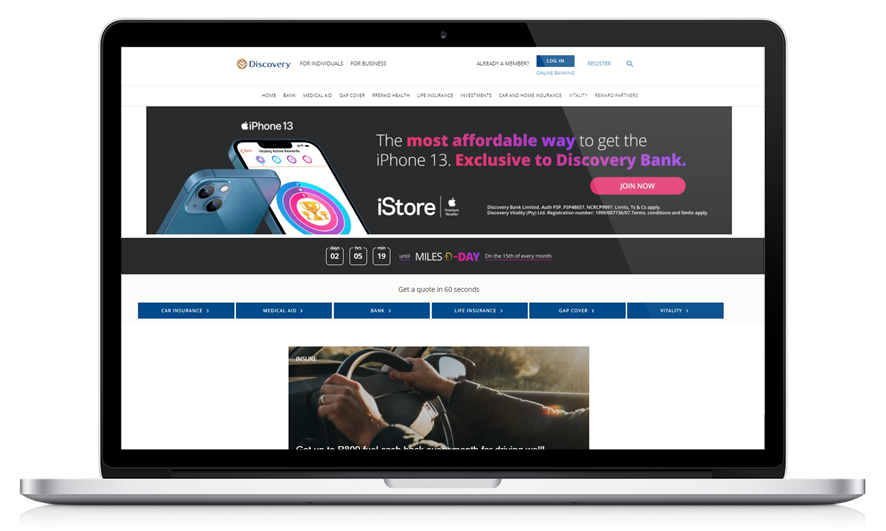 Discovery FOR INDIVIDUALS FOR BUSINESS ALREADY A MEMBER? LOG IN REGISTER
ONLINE BANKING
HOME BANK MEDICAL AID GAP COVER PREPAID HEALTH LIFE INSURANCE INVESTMENTS CAR AND HOME INSURANCE VITALITY REWARD PARTNERS
iPhone 13
Vitality Active Rewards
The most affordable way to get the
iPhone 13. Exclusive to Discovery Bank.
JOIN NOW
iStore
Premium
Reseller
Discovery Bank Limited. Auth FSP. FSP48657. NCRCP9997. Limits, Ts & Cs apply.
Discovery Vitality (Pty) Ltd. Registration number: 1999/007736/07.Terms, conditions and limits apply.
days hrs min
02 05 19 until MILES D-DAY On the 15th of every month
Get a quote in 60 seconds
CAR INSURANCE > MEDICAL AID > BANK > LIFE INSURANCE > GAP COVER > VITALITY >
INSURE
Get up to R800 fuel cash back every month for driving well!